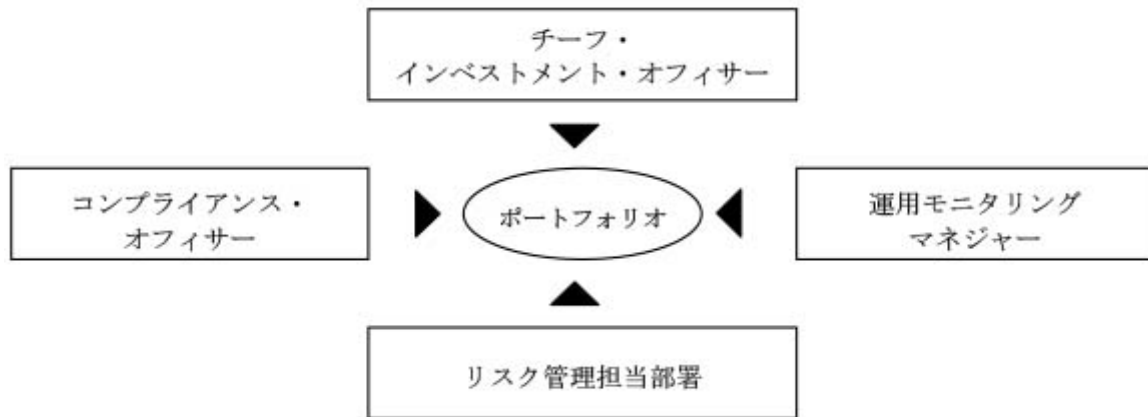 チーフ・
インベストメント・オフィサー
コンプライアンス・
オフィサー
ポートフォリオ
運用モニタリング
マネジャー
リスク管理担当部署